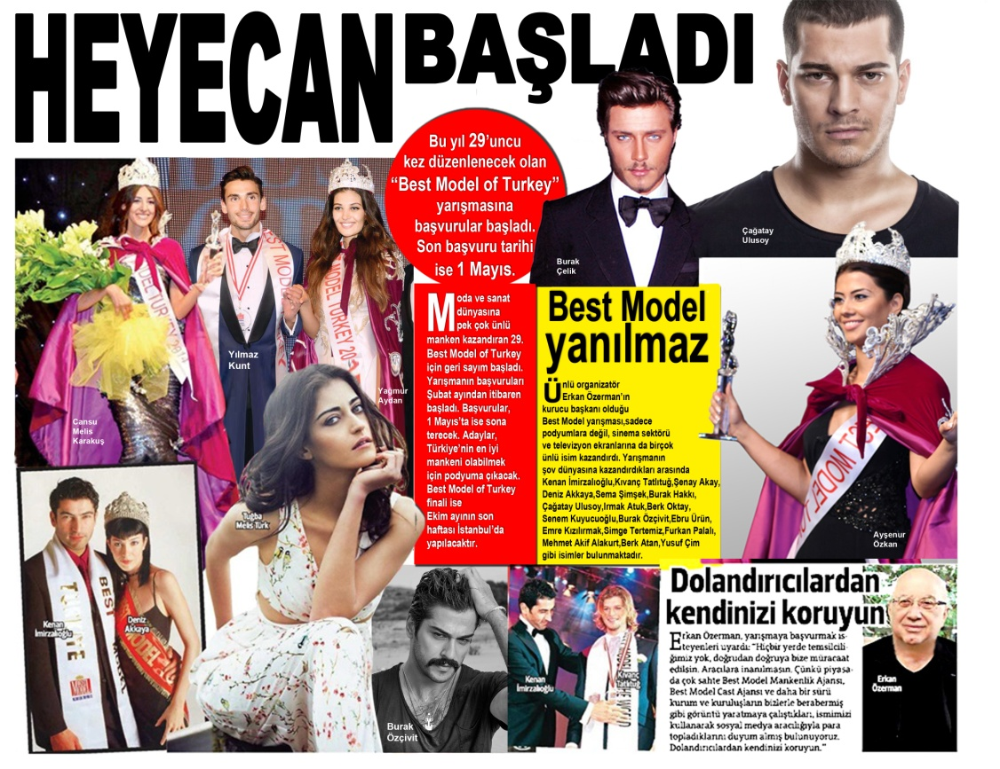 HEYECAN BAŞLADI
Bu yıl 29’uncu
kez düzenlenecek olan
“Best Model of Turkey”
yarışmasına
başvurular başladı.
Son başvuru tarihi
ise 1 Mayıs.
Burak
Çelik
Çağatay
Ulusoy
Cansu
Melis
Karakuş
Yılmaz
Kunt
Yağmur
Aydan
Moda ve sanat
dünyasına
pek çok ünlü
manken kazandıran 29.
Best Model of Turkey
için geri sayım başladı.
Yarışmanın başvuruları
Şubat ayından itibaren
başladı. Başvurular,
1 Mayıs’ta ise sona
terecek. Adaylar,
Türkiye’nin en iyi
mankeni olabilmek
için podyuma çıkacak.
Best Model of Turkey
finali ise
Ekim ayının son
haftası İstanbul’da
yapılacaktır.
Best Model
yanılmaz
Ünlü organizatör
Erkan Özerman’ın
kurucu başkanı olduğu
Best Model yarışması,sadece
podyumlara değil, sinema sektörü
ve televizyon ekranlarına da birçok
ünlü isim kazandırdı. Yarışmanın
şov dünyasına kazandırdıkları arasında
Kenan İmirzalıoğlu,Kıvanç Tatlıtuğ,Şenay Akay,
Deniz Akkaya,Sema Şimşek,Burak Hakkı,
Çağatay Ulusoy,Irmak Atuk,Berk Oktay,
Senem Kuyucuoğlu,Burak Özçivit,Ebru Ürün,
Emre Kızılırmak,Simge Tertemiz,Furkan Palalı,
Mehmet Akif Alakurt,Berk Atan,Yusuf Çim
gibi isimler bulunmaktadır.
Ayşenur
Özkan
BEST MODEL
Tuğba
Melis Türk
Kenan
İmirzalıoğlu
Deniz
Akkaya
BEST
Burak
Özçivit
Kenan
İmirzalıoğlu
Kıvanç
Tatlıtuğ
Dolandırıcılardan
kendinizi koruyun
Erkan Özerman, yarışmaya başvurmak is-
teyenleri uyardı: “Hiçbir yerde temsilcili-
ğimiz yok, doğrudan doğruya bize müracaat
edilsin. Aracılara inanılmasın. Çünkü piyasa-
da çok sahte Best Model Mankenlik Ajansı,
Best Model Cast Ajansı ve daha bir sürü
kurum ve kuruluşların bizlerle berabermiş
gibi görüntü yaratmaya çalıştıkları, ismimizi
kullanarak sosyal medya aracılığıyla para
topladıklarını duyum almış bulunuyoruz.
Dolandırıcılardan kendinizi koruyun.”
Erkan
Özerman